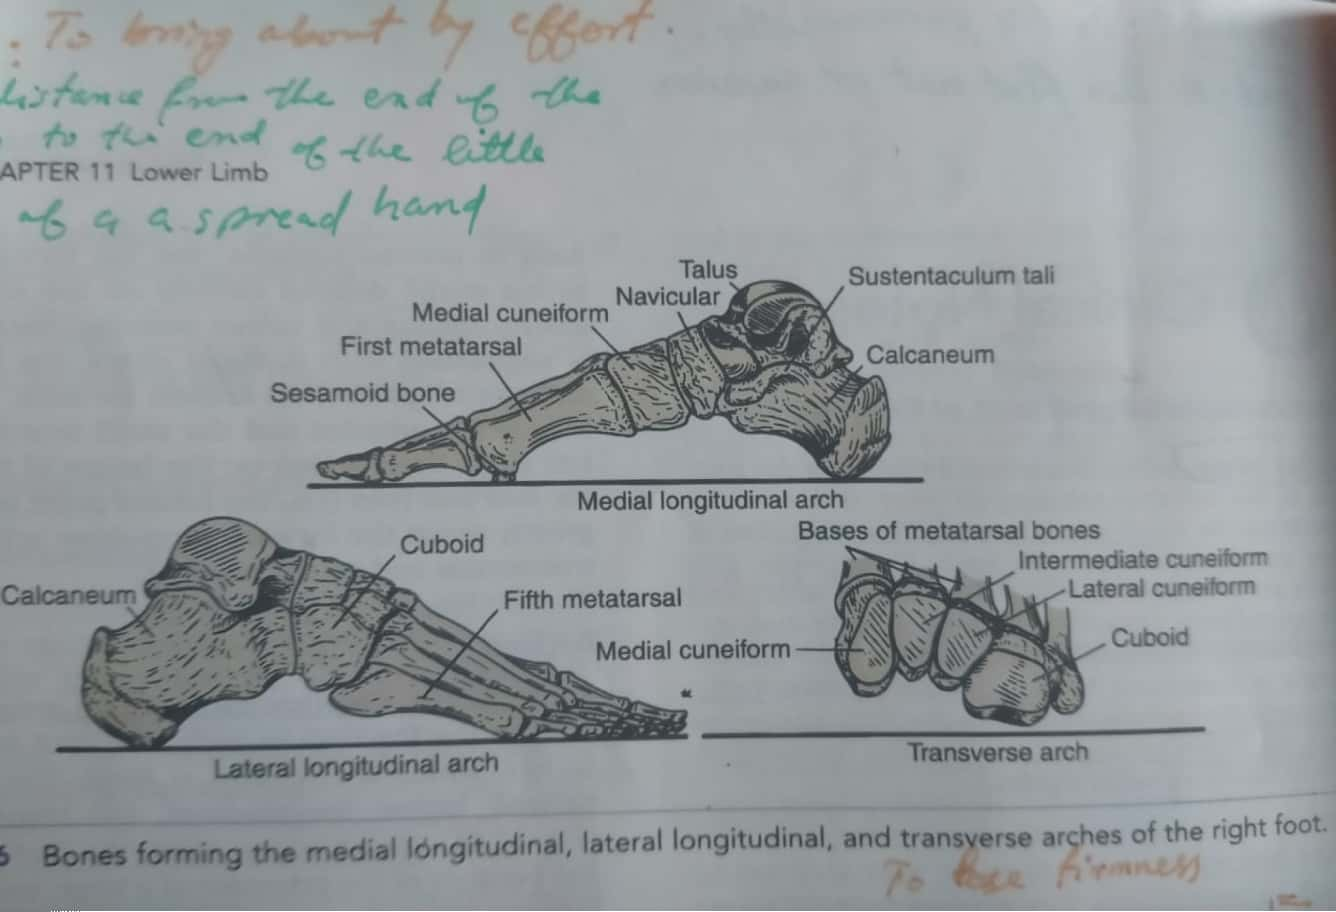 : To bring about by effort.
distance from the end of the
to the end of the little
APTER 11 Lower Limb
of a a spread hand
Talus
Sustentaculum tali
Navicular
Medial cuneiform
First metatarsal
Calcaneum
Sesamoid bone
Medial longitudinal arch
Bases of metatarsal bones
Cuboid
Intermediate cuneiform
Lateral cuneiform
Calcaneum
Fifth metatarsal
Cuboid
Medial cuneiform
Transverse arch
Lateral longitudinal arch
6 Bones forming the medial longitudinal, lateral longitudinal, and transverse arches of the right foot.
To lose firmness